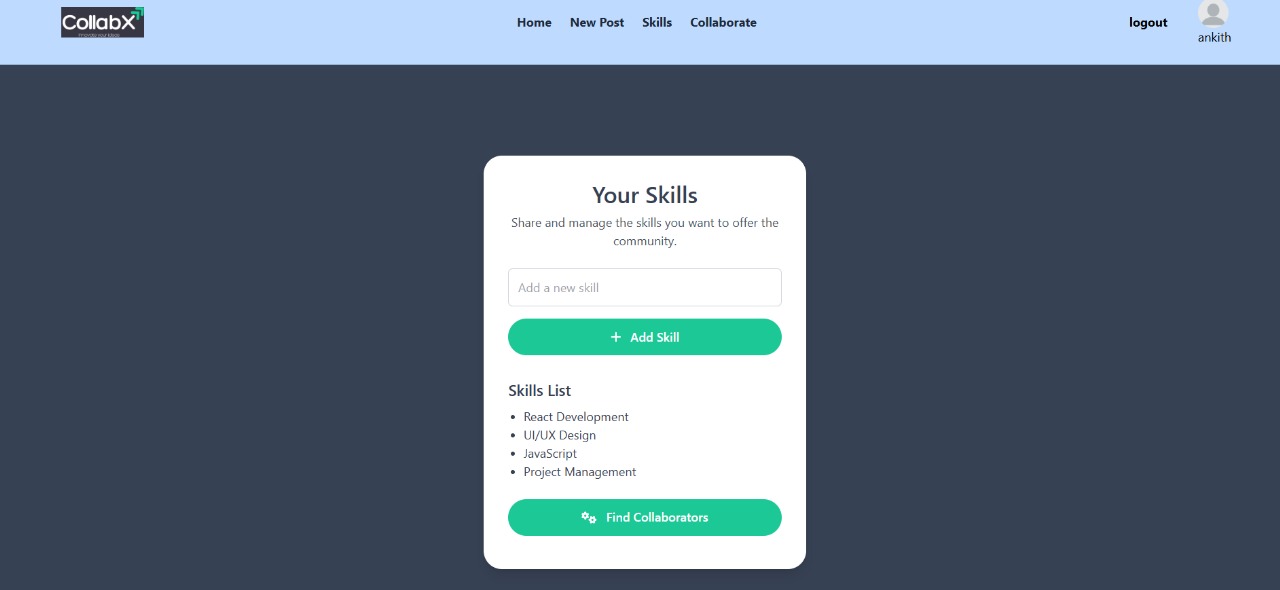 CollabX
Home New Post Skills Collaborate
logout
ankith
Your Skills
Share and manage the skills you want to offer the
community.
Add a new skill
Add Skill
Skills List
• React Development
• UI/UX Design
• JavaScript
• Project Management
Find Collaborators